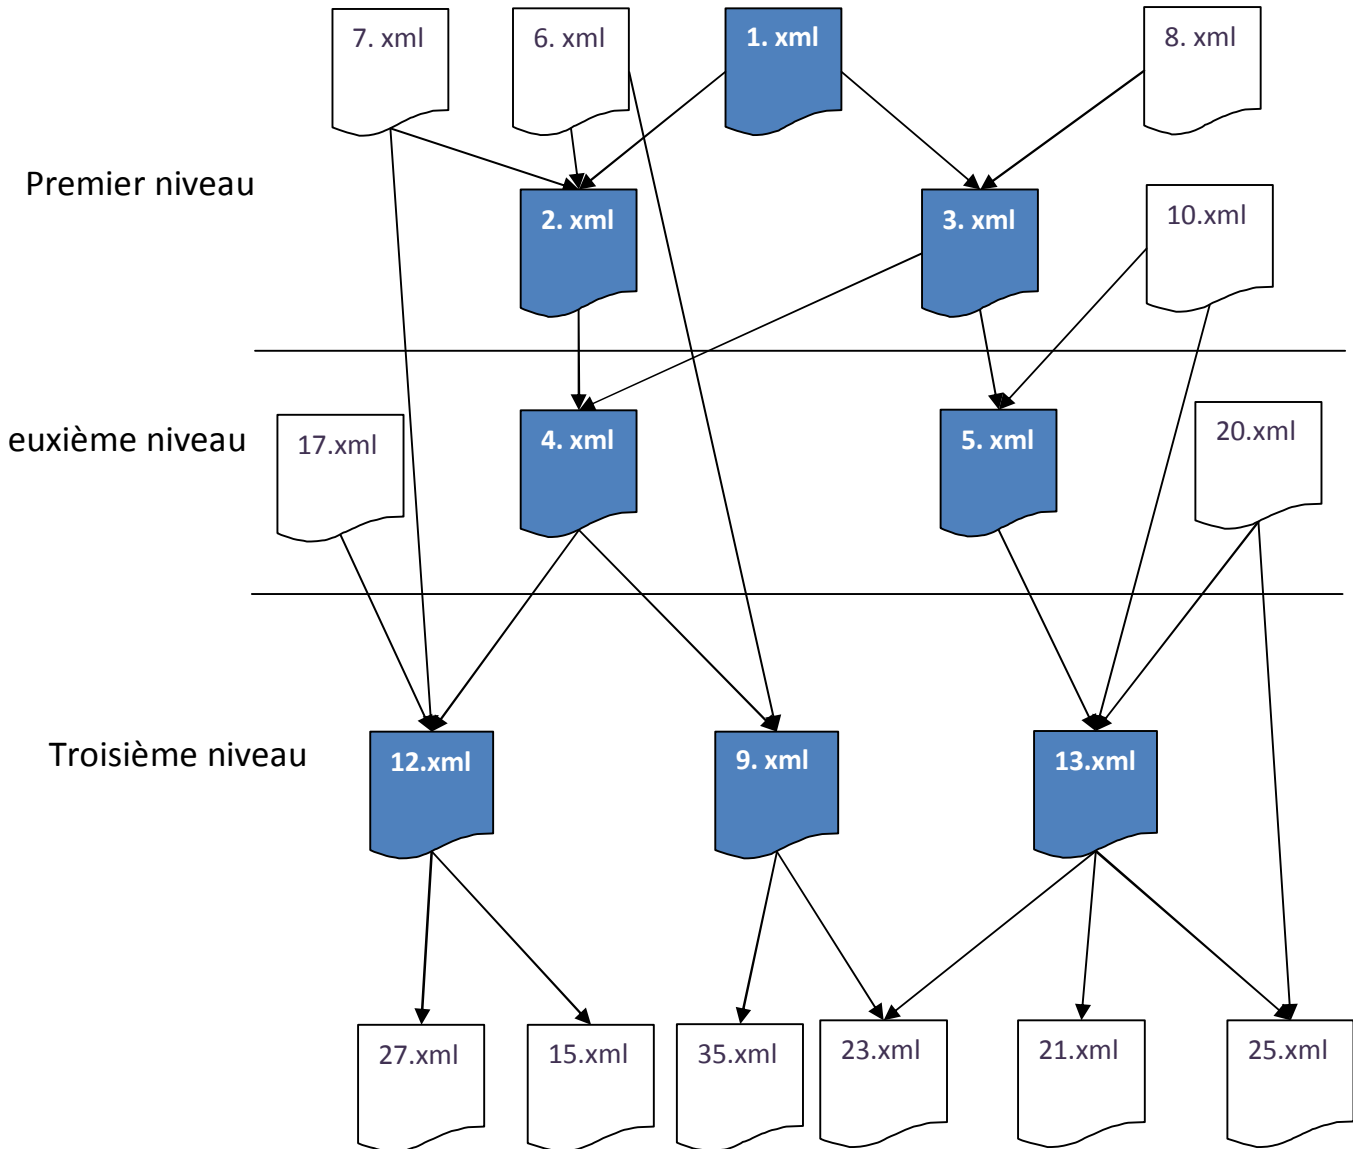 7. xml
6. xml
1. xml
8. xml
Premier niveau
2. xml
3. xml
10.xml
euxième niveau
17.xml
4. xml
5. xml
20.xml
Troisième niveau
12.xml
9. xml
13.xml
27.xml
15.xml
35.xml
23.xml
21.xml
25.xml